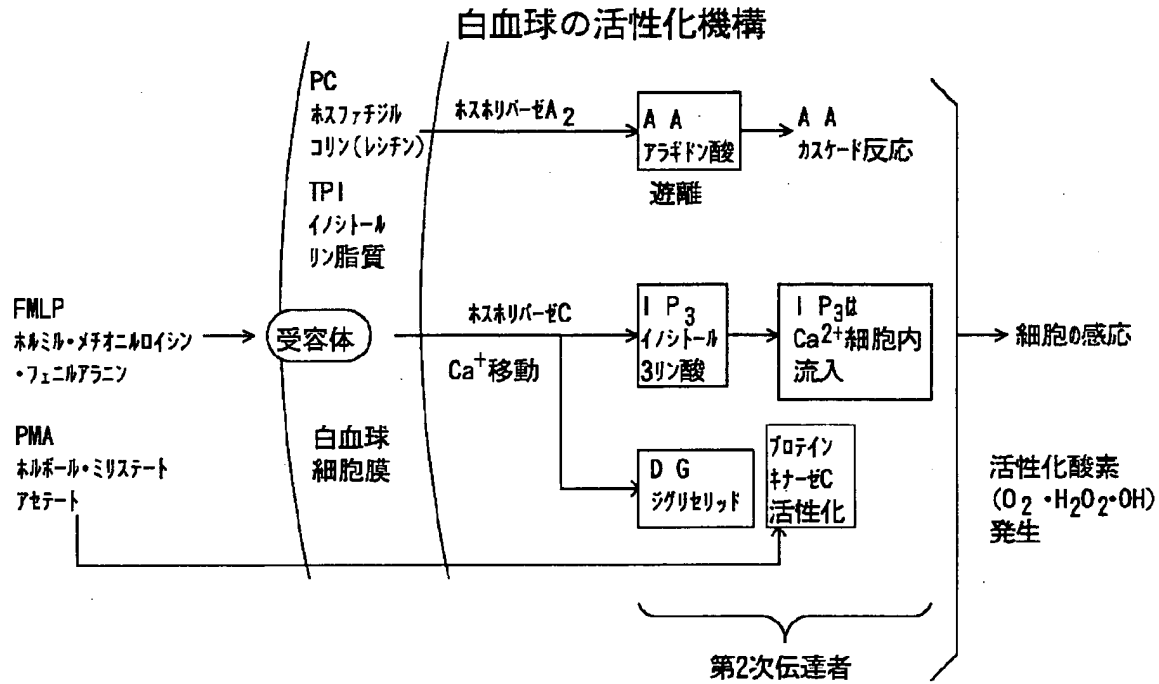 白血球の活性化機構
PC
ホスファチジル
コリン(レシチン)
ホスホリパーゼA2
A A
アラギドン酸
遊離
A A
カスケード反応
TPI
イノシトール
リン脂質
FMLP
ホルミル・メチオニルロイシン
・フェニルアラニン
受容体
ホスホリパーゼC
Ca+移動
I P3
イノシトール
3リン酸
I P3は
Ca2+細胞内
流入
細胞の感応
PMA
ホルボール・ミリステート
アセテート
白血球
細胞膜
D G
ジグリセリッド
プロテイン
キナーゼC
活性化
活性化酸素
(O2・H2O2・OH)
発生
第2次伝達者